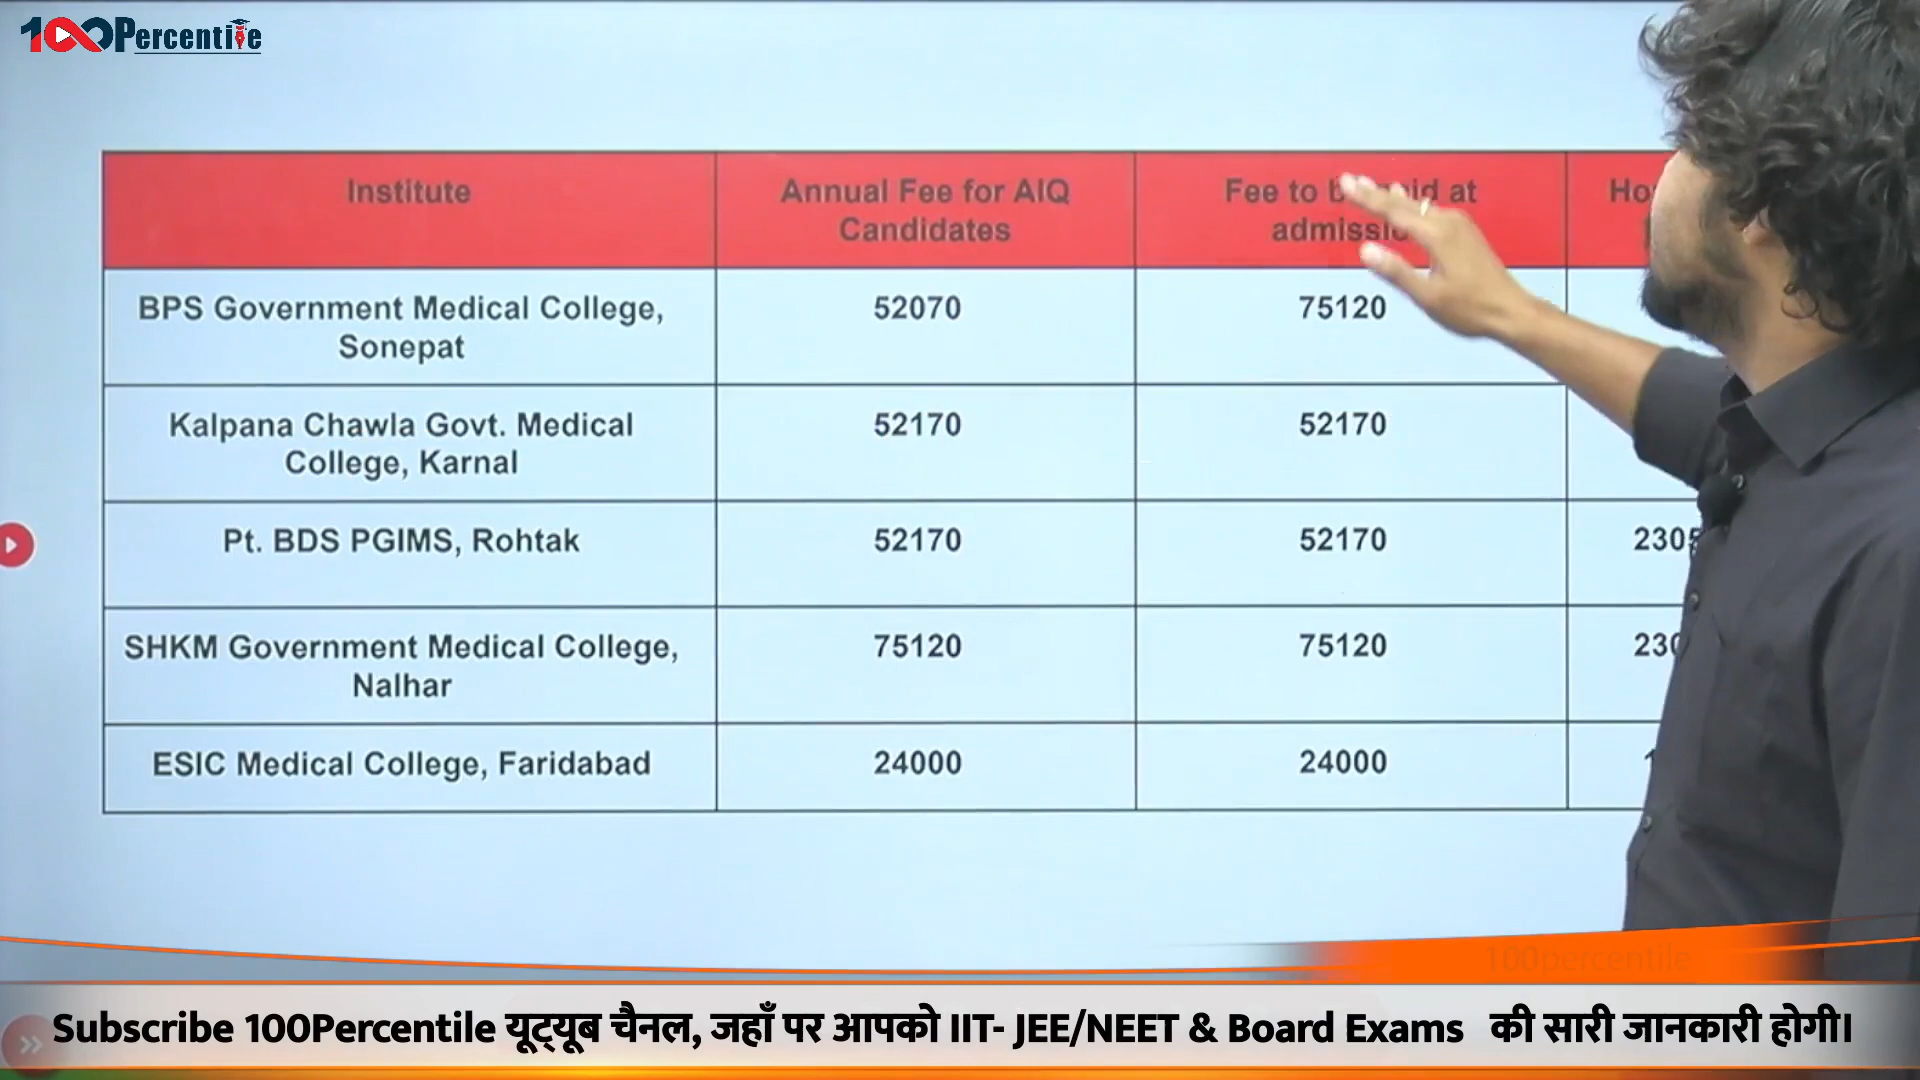 100Percentile
Institute
Annual Fee for AIQ
Candidates
Fee to at
BPS Government Medical College,
Sonepat
52070
75120
Kalpana Chawla Govt. Medical
College, Karnal
52170
52170
Pt. BDS PGIMS, Rohtak
52170
52170
SHKM Government Medical College,
Nalhar
75120
75120
ESIC Medical College, Faridabad
24000
24000
100percentile
Subscribe 100Percentile यूट्यूब चैनल, जहाँ पर आपको IIT- JEE/NEET & Board Exams की सारी जानकारी होगी।